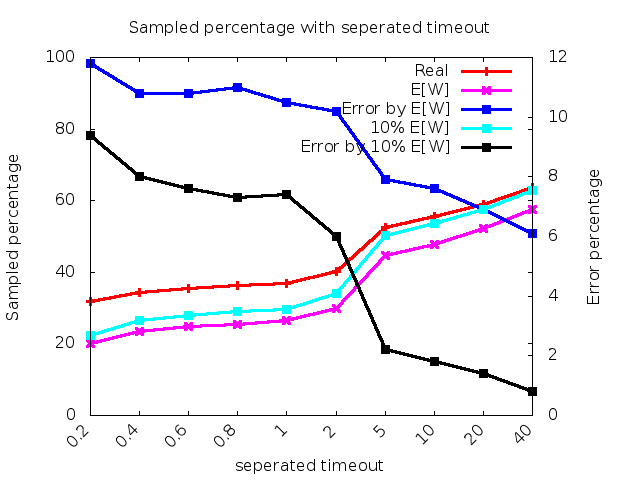 Sampled percentage with seperated timeout
Real
E[W]
Error by E[W]
10% E[W]
Error by 10% E[W]
Sampled percentage
100
80
60
40
20
0
12
10
8
6
4
2
0
Error percentage
0.2 0.4 0.6 0.8 1 2 5 10 20 40
seperated timeout